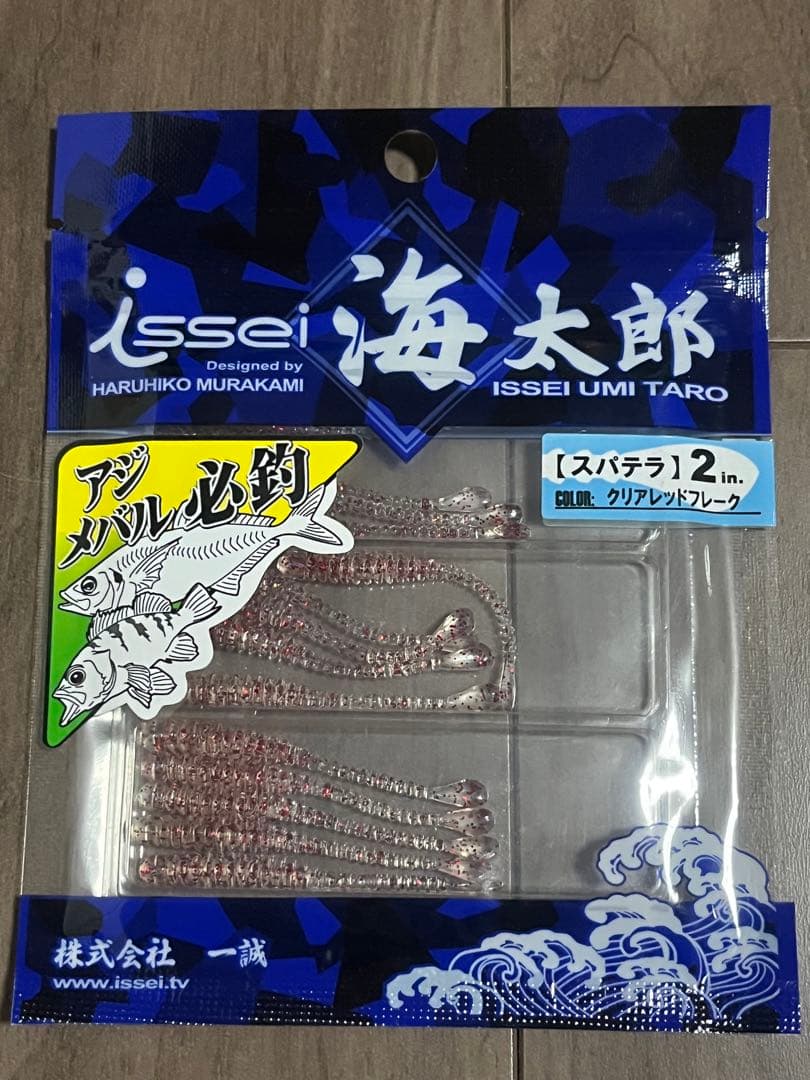 issei
Designed by
HARUHIKO MURAKAMI
海太郎
ISSEI UMI TARO
アジ
メバル必釣
【スパテラ】2in.
COLOR: クリアレッドフレーク
株式会社 一誠
www.issei.tv